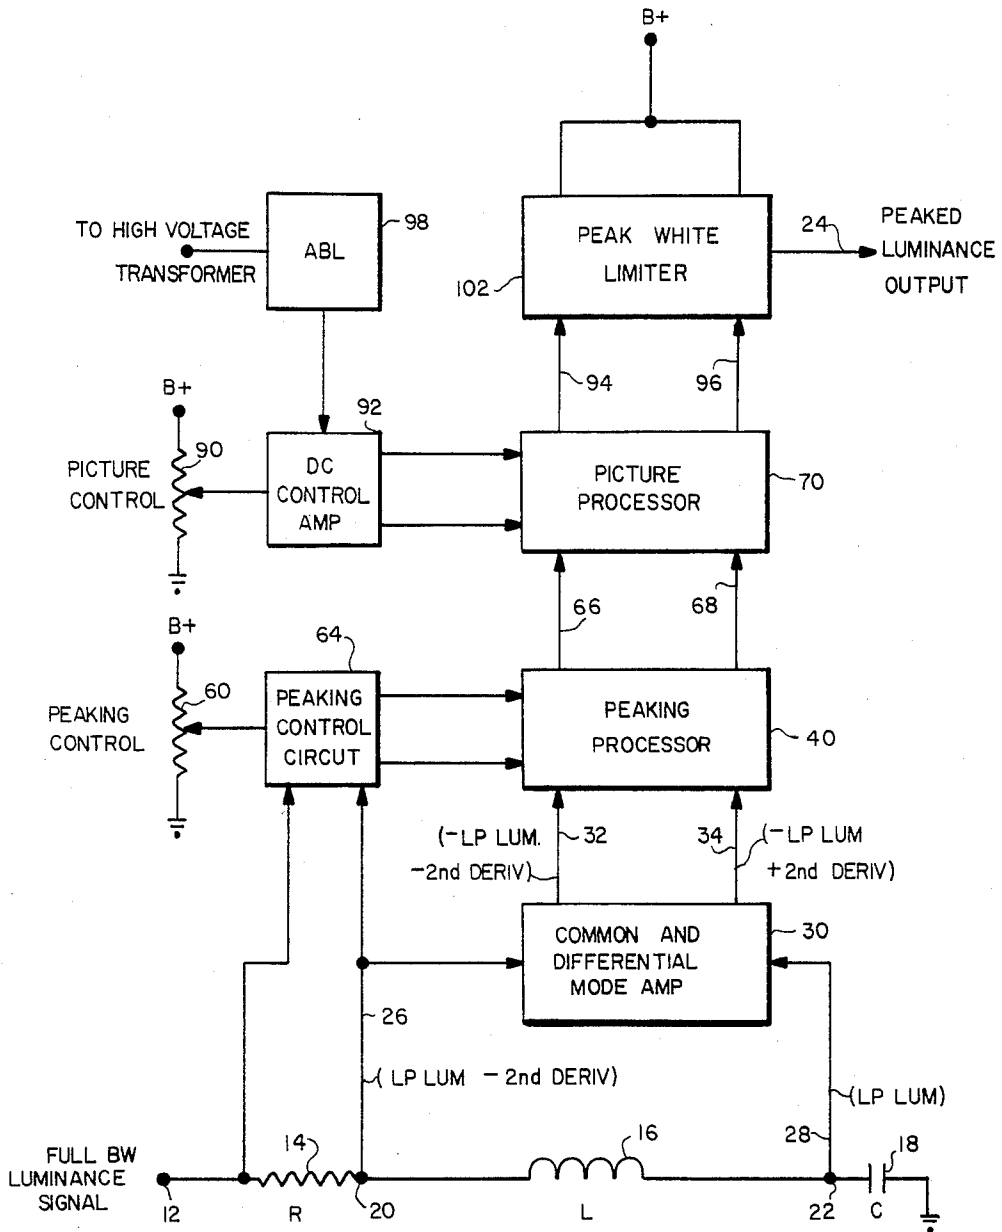 B+
TO HIGH VOLTAGE
TRANSFORMER
ABL
98
PEAK WHITE
LIMITER
102
24
PEAKED
LUMINANCE
OUTPUT
94
96
B+
90
PICTURE
CONTROL
92
DC
CONTROL
AMP
PICTURE
PROCESSOR
70
66
68
B+
60
PEAKING
CONTROL
64
PEAKING
CONTROL
CIRCUT
PEAKING
PROCESSOR
40
(-LP LUM.
-2nd DERIV)
32
34
(-LP LUM
+2nd DERIV)
COMMON AND
DIFFERENTIAL
MODE AMP
30
26
(LP LUM -2nd DERIV)
(LP LUM)
28
FULL BW
LUMINANCE
SIGNAL
12
14
R
20
16
L
22
18
C